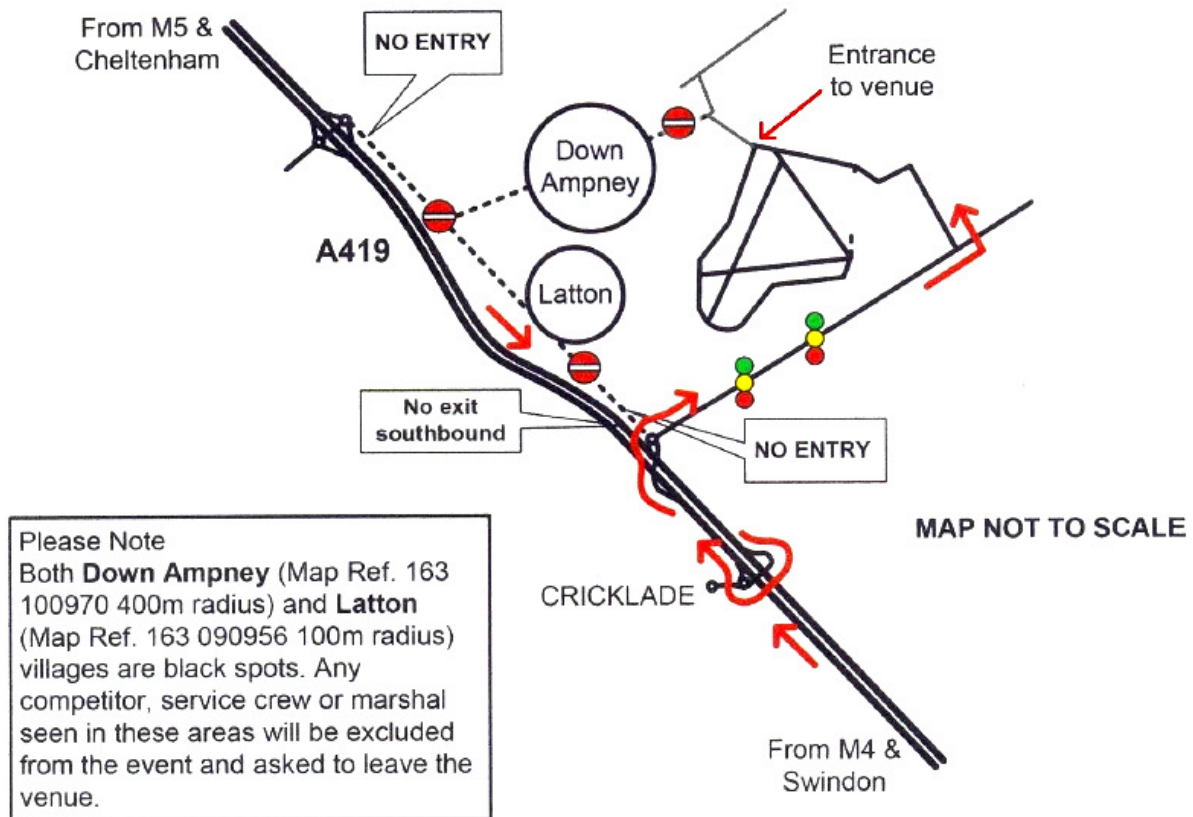 From M5 &
Cheltenham
NO ENTRY
Entrance
to venue
Down
Ampney
A419
Latton
No exit
southbound
NO ENTRY
MAP NOT TO SCALE
CRICKLADE
From M4 &
Swindon
Please Note
Both Down Ampney (Map Ref. 163
100970 400m radius) and Latton
(Map Ref. 163 090956 100m radius)
villages are black spots. Any
competitor, service crew or marshal
seen in these areas will be excluded
from the event and asked to leave the
venue.